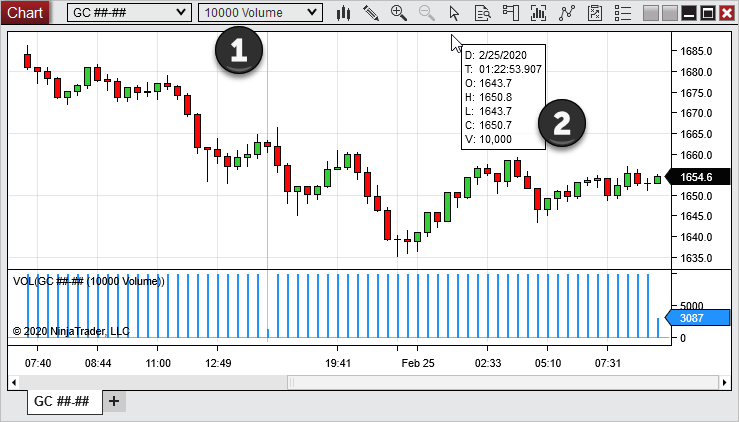 Chart GC ##-## 10000 Volume
1
D: 2/25/2020
T: 01:22:53.907
O: 1643.7
H: 1650.8
L: 1643.7
C: 1650.7
V: 10,000
2
1685.0
1680.0
1675.0
1670.0
1665.0
1660.0
1654.6
1650.0
1645.0
1640.0
1635.0
VOL(GC ##-## (10000 Volume))
5000
3087
0
© 2020 NinjaTrader, LLC
07:40 08:44 11:00 12:49 19:41 Feb 25 02:33 05:10 07:31
GC ##-## +